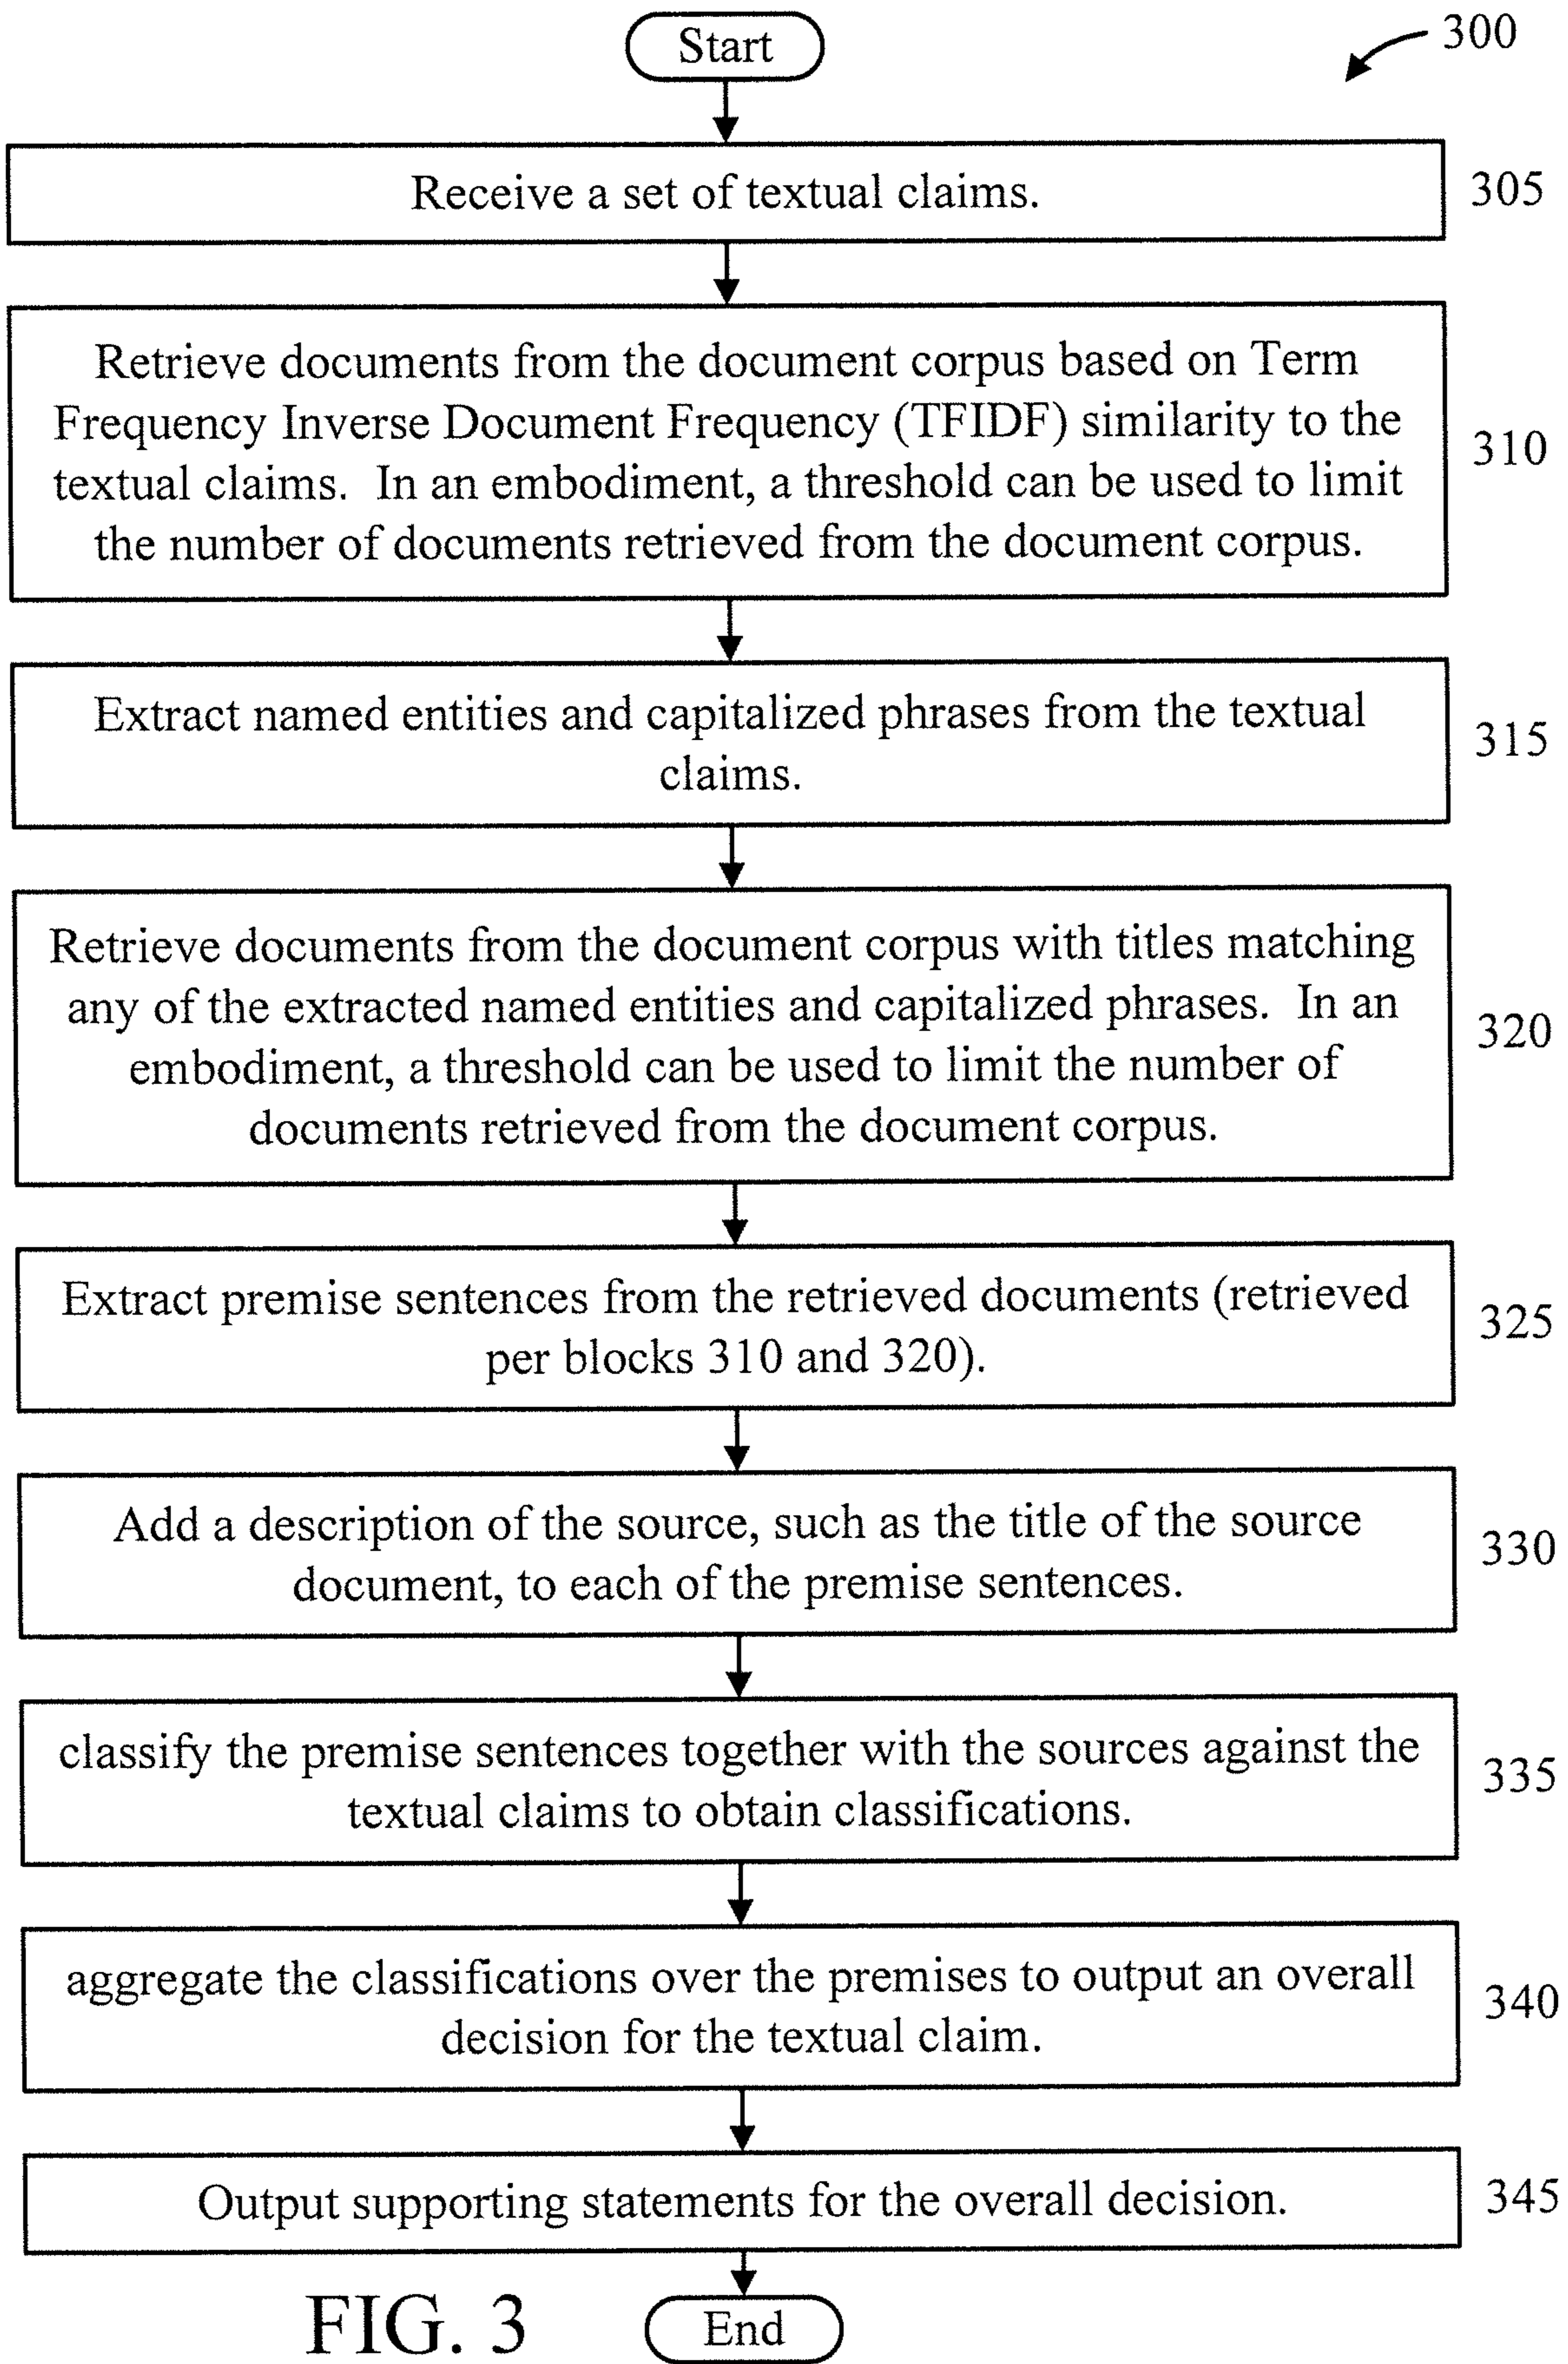 Start
300
Receive a set of textual claims.
305
Retrieve documents from the document corpus based on Term
Frequency Inverse Document Frequency (TFIDF) similarity to the
textual claims. In an embodiment, a threshold can be used to limit
the number of documents retrieved from the document corpus.
310
Extract named entities and capitalized phrases from the textual
claims.
315
Retrieve documents from the document corpus with titles matching
any of the extracted named entities and capitalized phrases. In an
embodiment, a threshold can be used to limit the number of
documents retrieved from the document corpus.
320
Extract premise sentences from the retrieved documents (retrieved
per blocks 310 and 320).
325
Add a description of the source, such as the title of the source
document, to each of the premise sentences.
330
classify the premise sentences together with the sources against the
textual claims to obtain classifications.
335
aggregate the classifications over the premises to output an overall
decision for the textual claim.
340
Output supporting statements for the overall decision.
345
FIG. 3
End